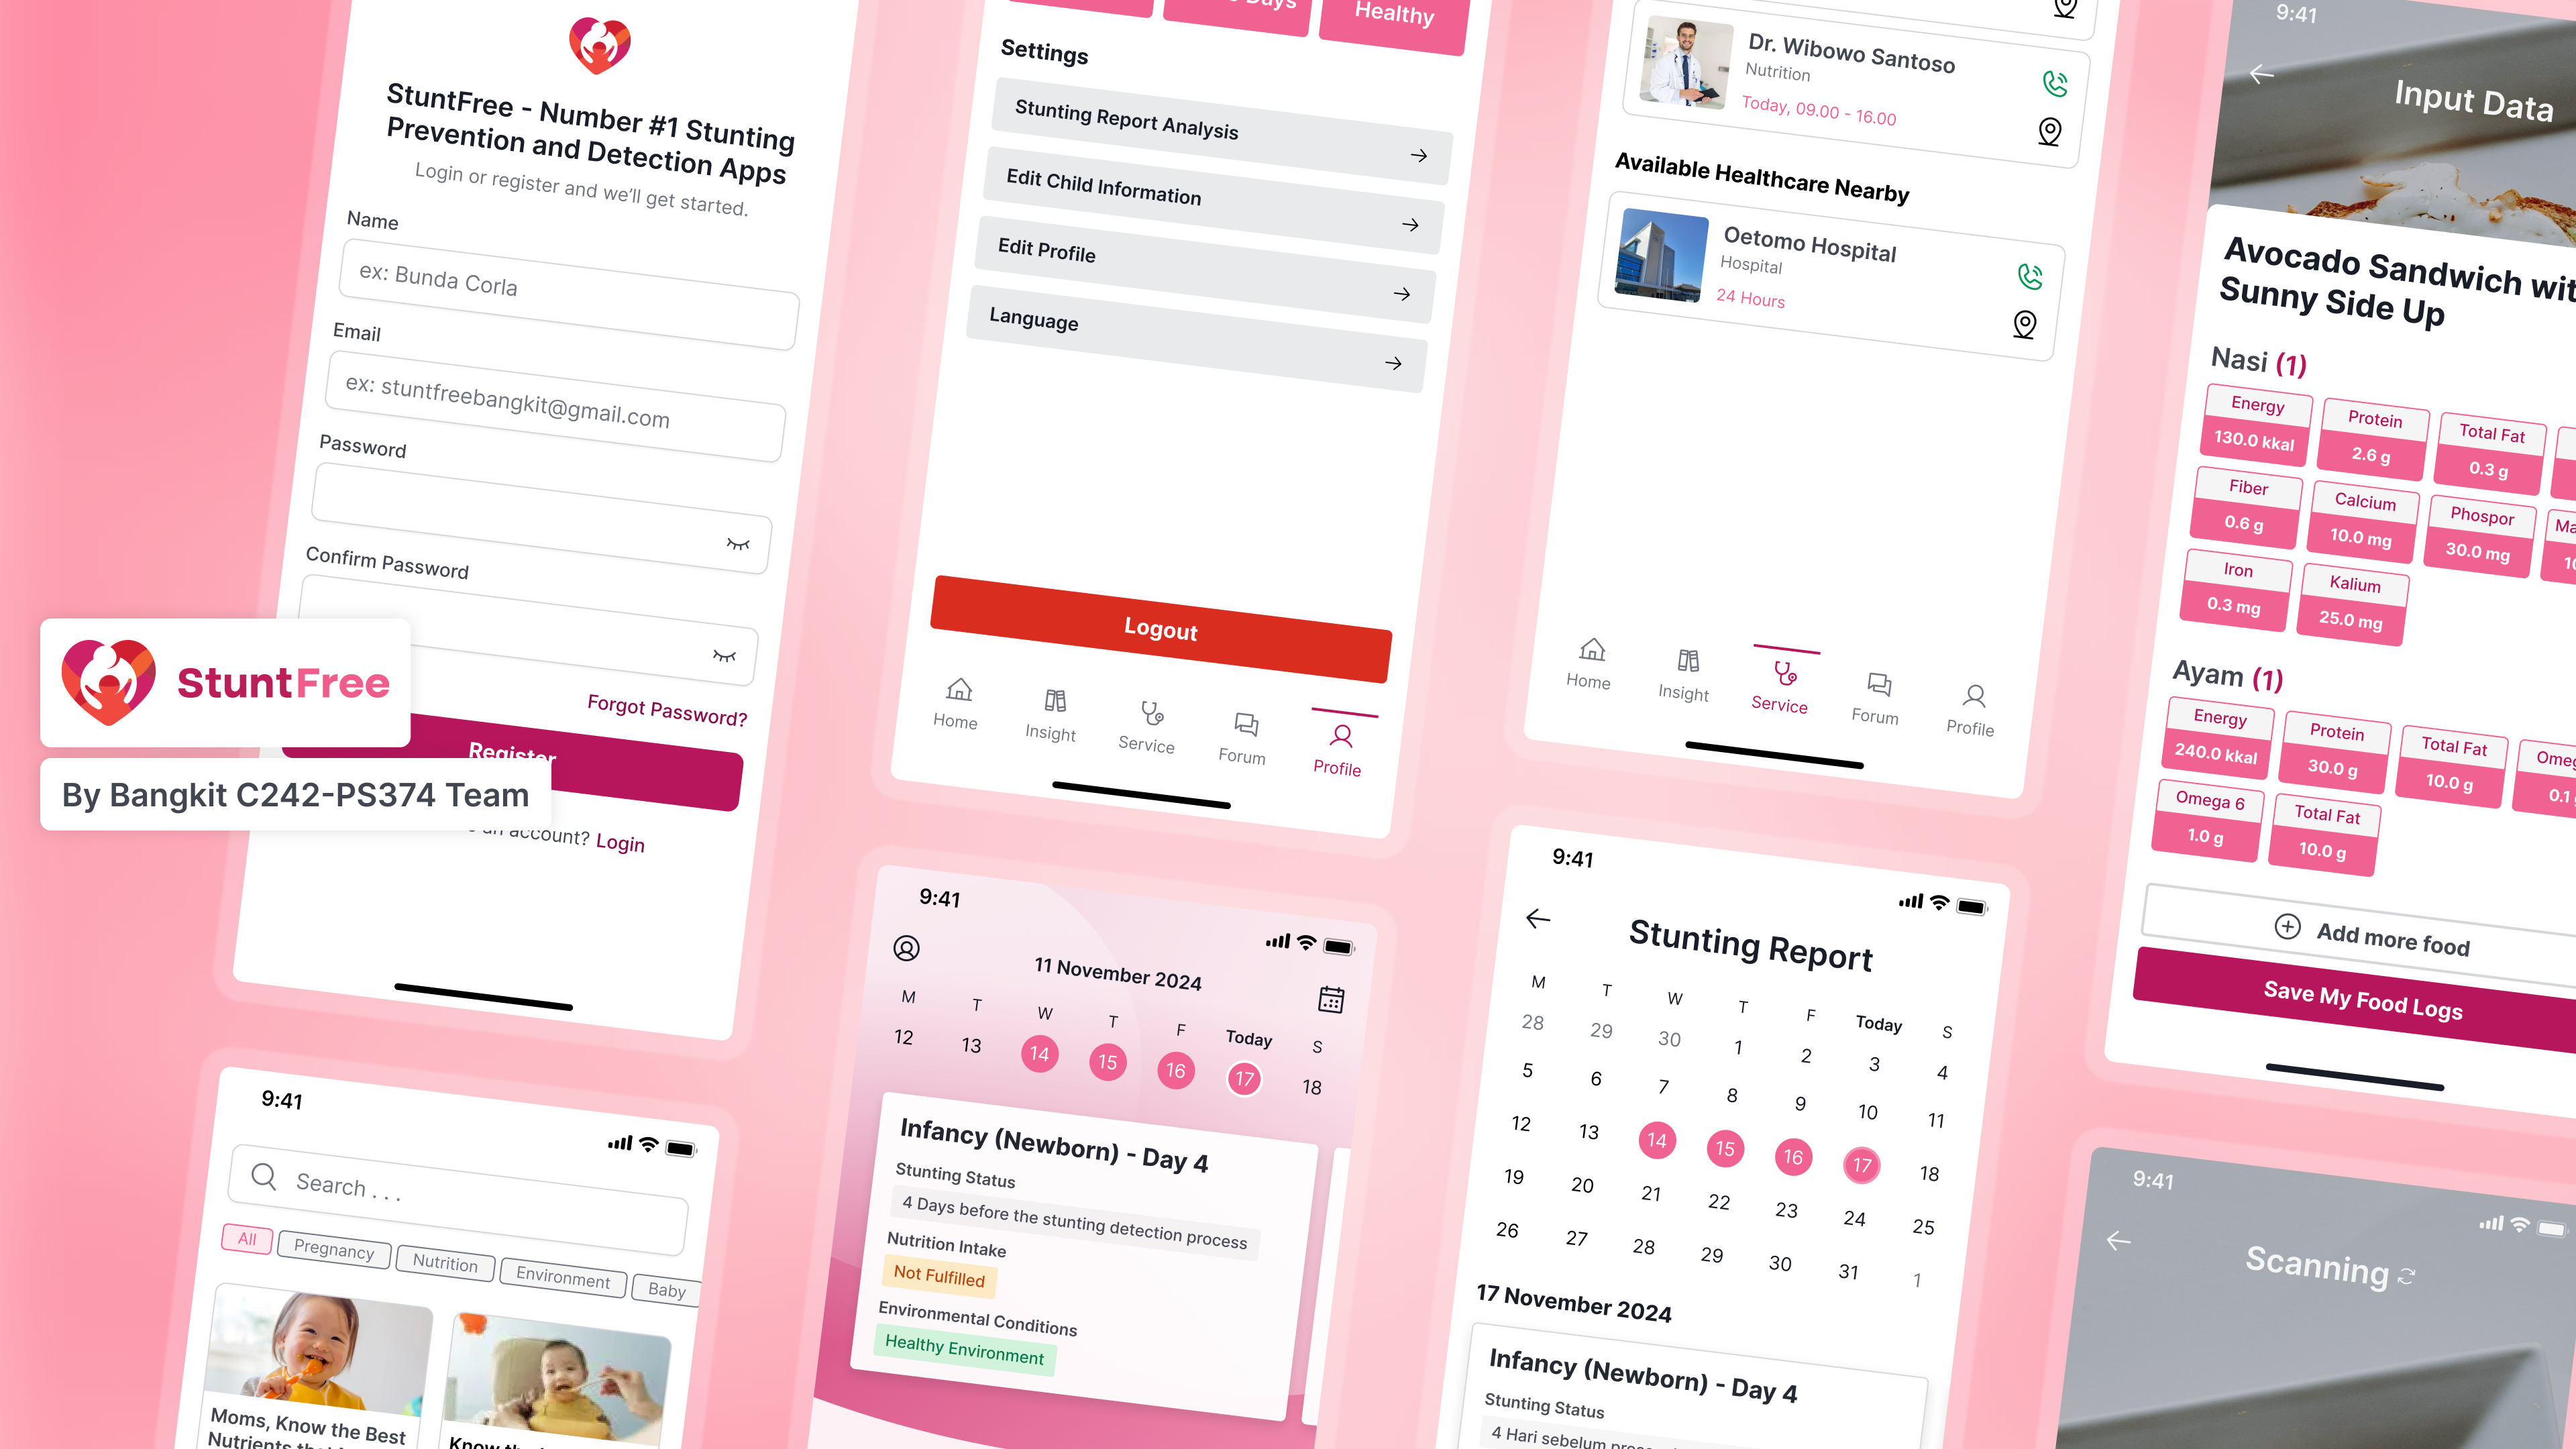 StuntFree - Number #1 Stunting
Prevention and Detection Apps
Login or register and we'll get started.
Name
ex: Bunda Corla
Email
ex: stuntfreebangkit@gmail.com
Password
Confirm Password
Forgot Password?
Register
an account? Login
StuntFree
By Bangkit C242-PS374 Team
9:41
Search . . .
All
Pregnancy
Nutrition
Environment
Baby
Moms, Know the Best
Nutrients
Know
Days
Healthy
Settings
Stunting Report Analysis
Edit Child Information
Edit Profile
Language
Logout
Home
Insight
Service
Forum
Profile
9:41
11 November 2024
M T W T F Today S
12 13 14 15 16 17 18
Infancy (Newborn) - Day 4
Stunting Status
4 Days before the stunting detection process
Nutrition Intake
Not Fulfilled
Environmental Conditions
Healthy Environment
Dr. Wibowo Santoso
Nutrition
Today, 09.00 - 16.00
Available Healthcare Nearby
Oetomo Hospital
Hospital
24 Hours
Home
Insight
Service
Forum
Profile
9:41
Stunting Report
M T W T F Today S
28 29 30 1 2 3 4
5 6 7 8 9 10 11
12 13 14 15 16 17 18
19 20 21 22 23 24 25
26 27 28 29 30 31 1
17 November 2024
Infancy (Newborn) - Day 4
Stunting Status
4 Hari sebelum
9:41
Input Data
Avocado Sandwich
Sunny Side Up
Nasi (1)
Energy
130.0 kkal
Protein
2.6 g
Total Fat
0.3 g
Fiber
0.6 g
Calcium
10.0 mg
Phospor
30.0 mg
Iron
0.3 mg
Kalium
25.0 mg
Ayam (1)
Energy
240.0 kkal
Protein
30.0 g
Total Fat
10.0 g
0.1
Omega 6
1.0 g
Total Fat
10.0 g
Add more food
Save My Food Logs
9:41
Scanning